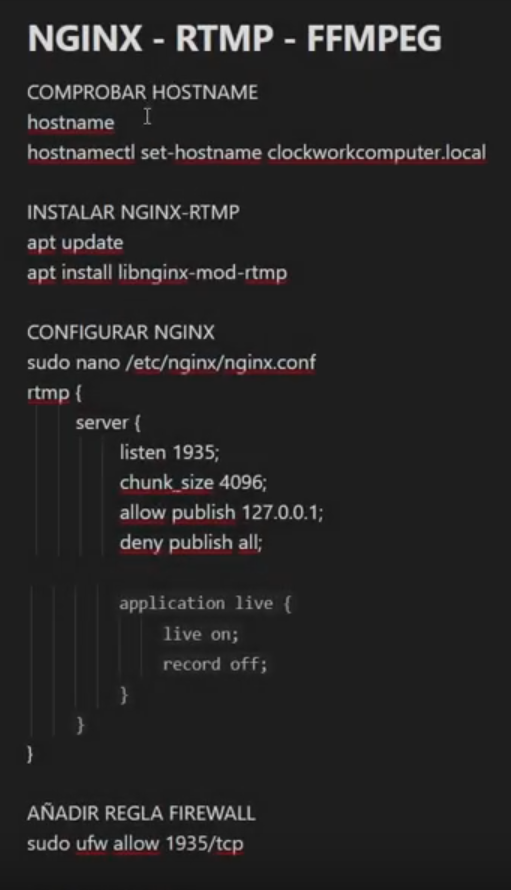 NGINX - RTMP - FFMPEG
COMPROBAR HOSTNAME
hostname
hostnamectl set-hostname clockworkcomputer.local
INSTALAR NGINX-RTMP
apt update
apt install libnginx-mod-rtmp
CONFIGURAR NGINX
sudo nano /etc/nginx/nginx.conf
rtmp {
server {
listen 1935;
chunk_size 4096;
allow publish 127.0.0.1;
deny publish all;
application live {
live on;
record off;
}
}
}
AÑADIR REGLA FIREWALL
sudo ufw allow 1935/tcp